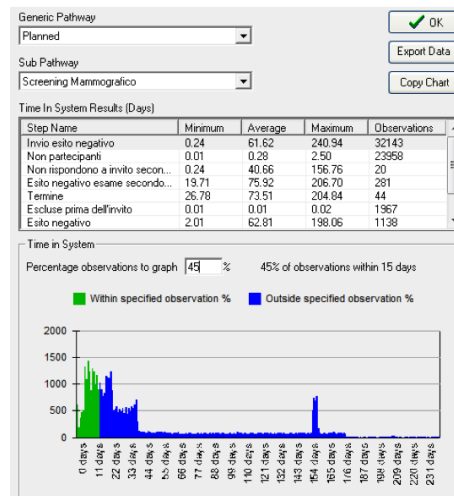 Generic Pathway
Planned
OK
Export Data
Sub Pathway
Screening Mammografico
Copy Chart
Time In System Results (Days)
Step Name Minimum Average Maximum Observations
Invio esito negativo 0.24 61.62 240.94 32143
Non partecipanti 0.01 0.28 2.50 23958
Non rispondono a invito secon... 0.24 40.66 156.76 20
Esito negativo esame secondo... 19.71 75.92 206.70 281
Termine 26.78 73.51 204.84 44
Escluse prima dell'invito 0.01 0.01 0.02 1967
Esito negativo 2.01 62.81 198.06 1138
Time in System
Percentage observations to graph 45 % 45% of observations within 15 days
Within specified observation % Outside specified observation %
2000
1500
1000
500
0
0 days 11 days 22 days 33 days 44 days 55 days 66 days 77 days 88 days 99 days 110 days 121 days 132 days 143 days 154 days 165 days 176 days 187 days 198 days 209 days 220 days 231 days